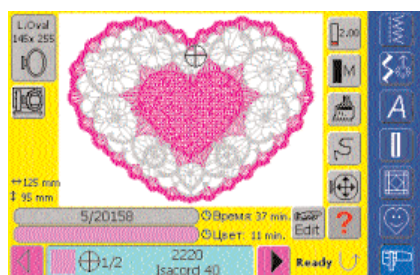 L.Oval
145x 255
2.00
M
A
S
↔125 mm
↕ 95 mm
5/20158
Время: 37 min.
Цвет: 11 min.
Edit
?
1/2
2220
Isacord 40
Ready